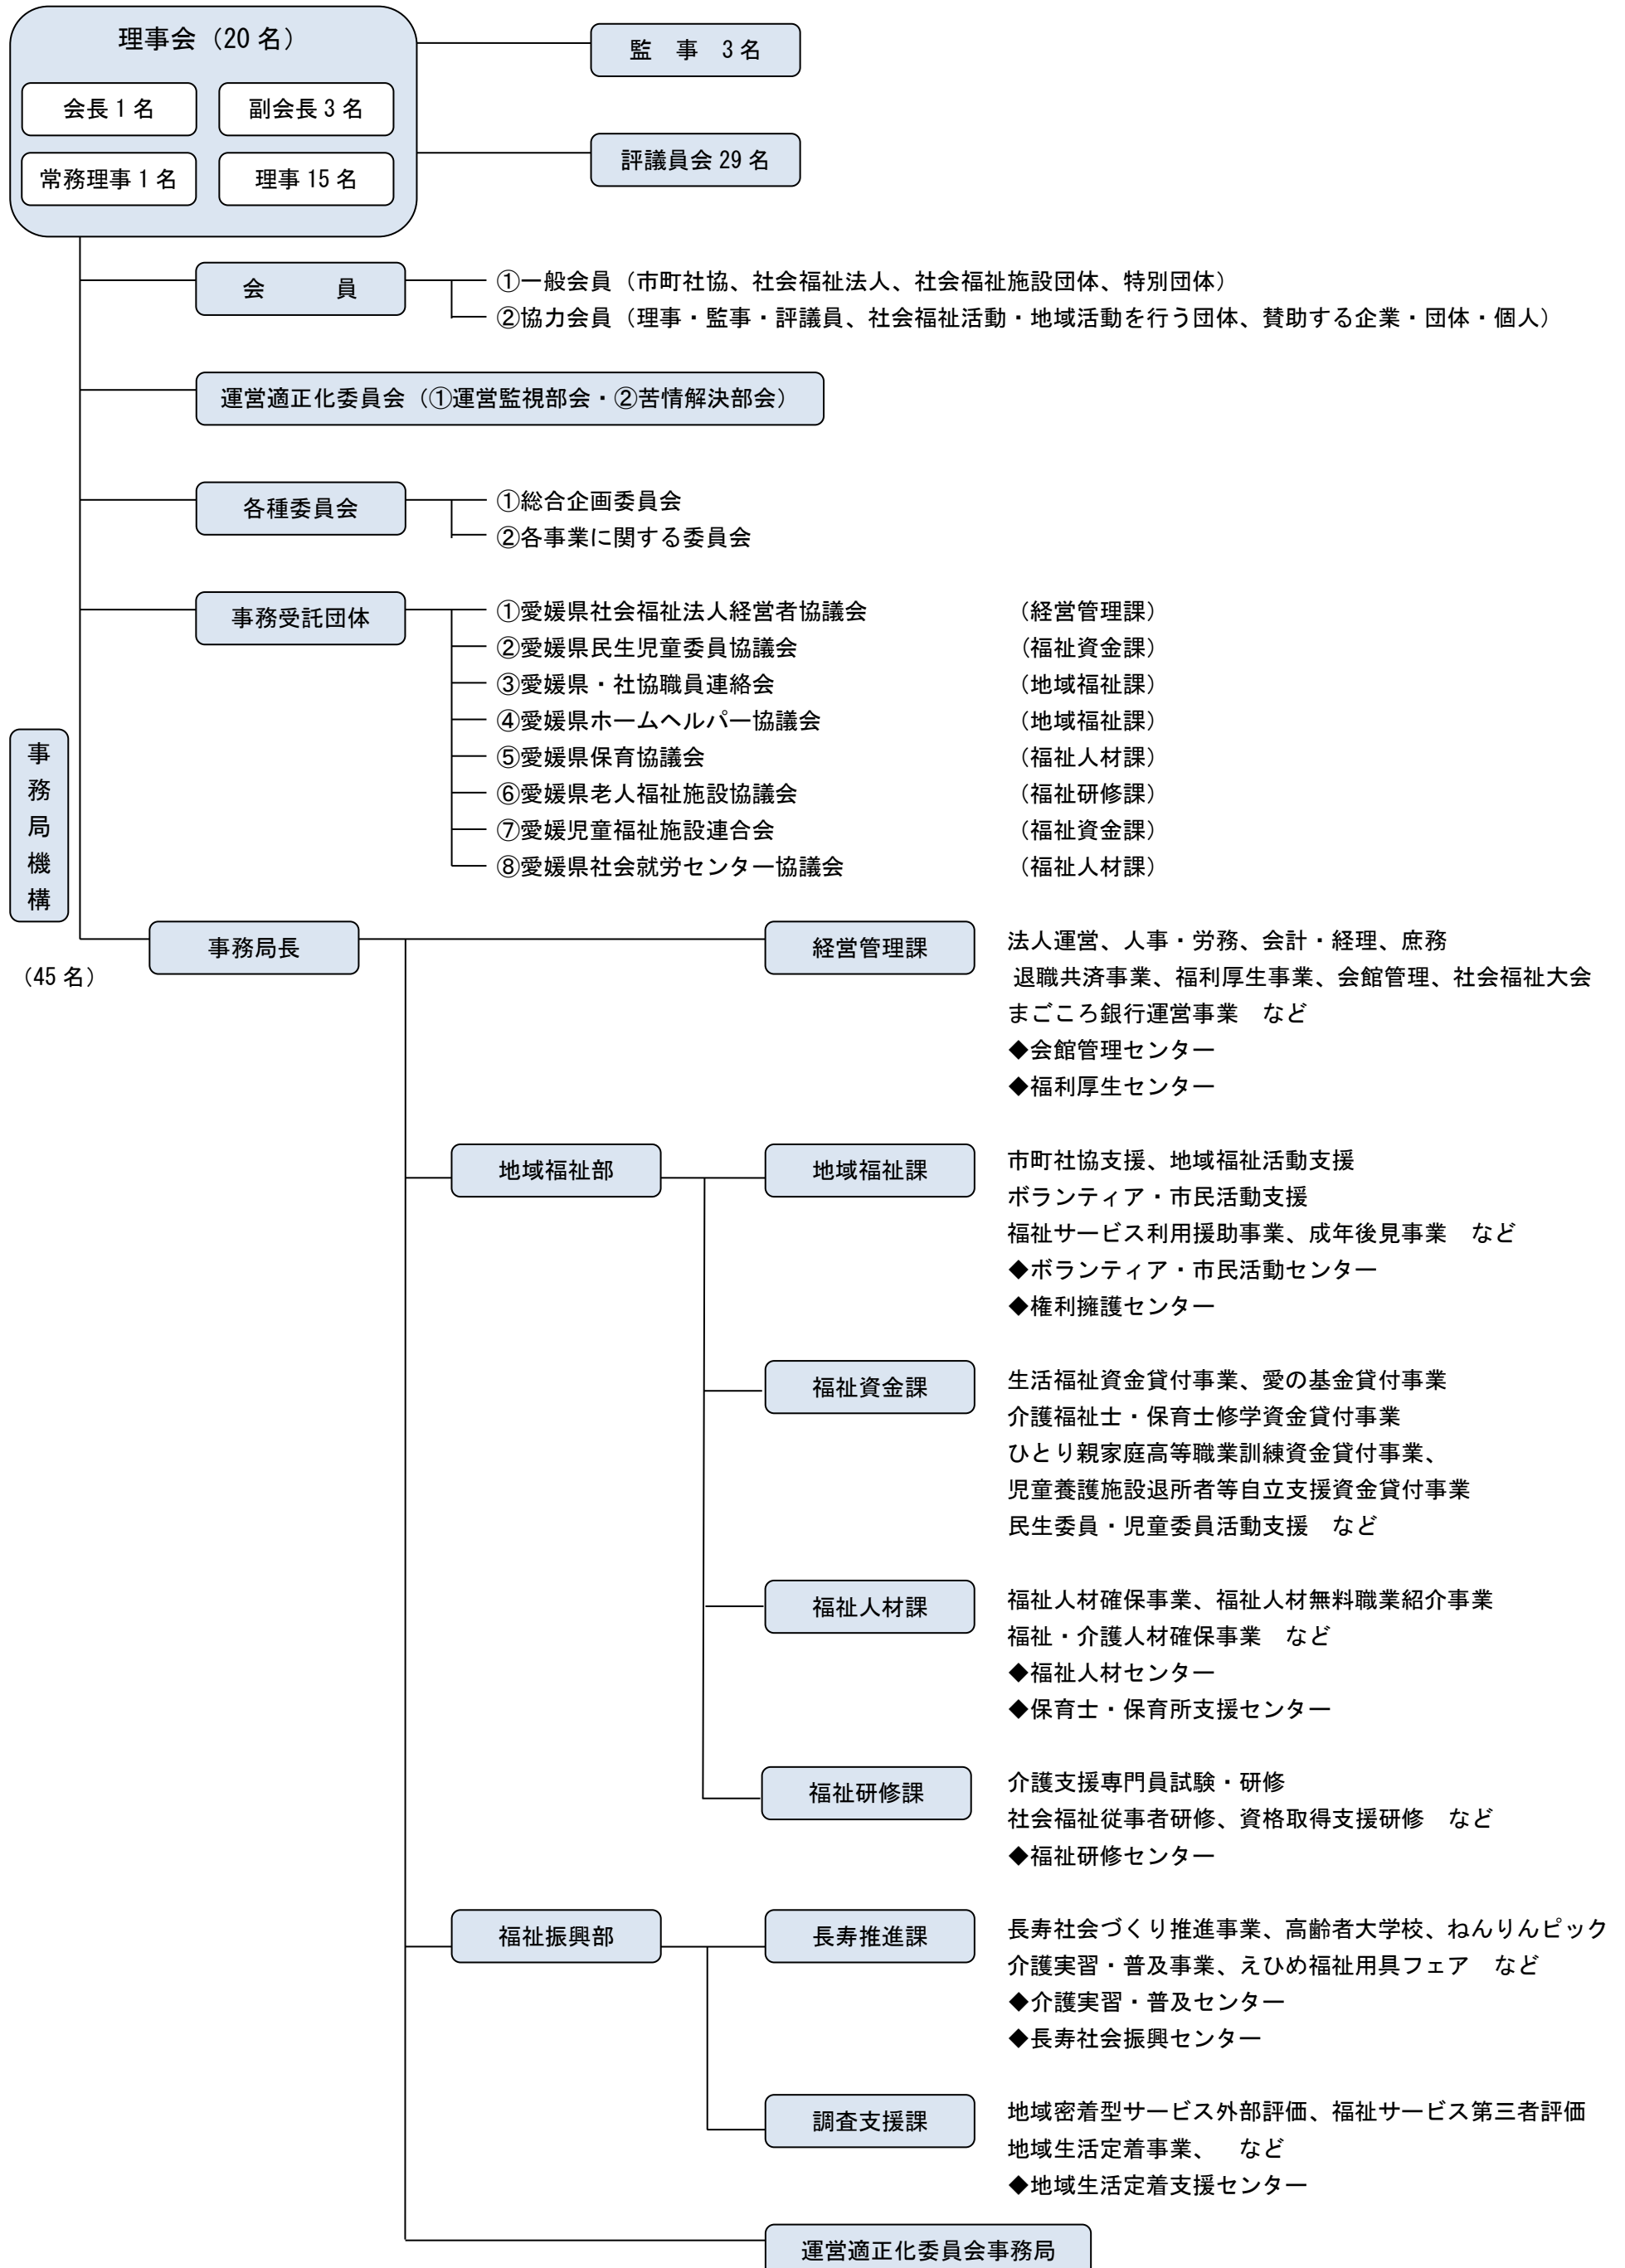 理事会（20 名）
会長 1 名
副会長 3 名
常務理事 1 名
理事 15 名
監　事　3 名
評議員会 29 名
会　　　員
①一般会員（市町社協、社会福祉法人、社会福祉施設団体、特別団体）
②協力会員（理事・監事・評議員、社会福祉活動・地域活動を行う団体、賛助する企業・団体・個人）
運営適正化委員会（①運営監視部会・②苦情解決部会）
各種委員会
①総合企画委員会
②各事業に関する委員会
事務受託団体
①愛媛県社会福祉法人経営者協議会　（経営管理課）
②愛媛県民生児童委員協議会　（福祉資金課）
③愛媛県・社協職員連絡会　（地域福祉課）
④愛媛県ホームヘルパー協議会　（地域福祉課）
⑤愛媛県保育協議会　（福祉人材課）
⑥愛媛県老人福祉施設協議会　（福祉研修課）
⑦愛媛児童福祉施設連合会　（福祉資金課）
⑧愛媛県社会就労センター協議会　（福祉人材課）
事務局機構
（45 名）
事務局長
経営管理課
法人運営、人事・労務、会計・経理、庶務
退職共済事業、福利厚生事業、会館管理、社会福祉大会
まごころ銀行運営事業　など
◆会館管理センター
◆福利厚生センター
地域福祉部
地域福祉課
市町社協支援、地域福祉活動支援
ボランティア・市民活動支援
福祉サービス利用援助事業、成年後見事業　など
◆ボランティア・市民活動センター
◆権利擁護センター
福祉資金課
生活福祉資金貸付事業、愛の基金貸付事業
介護福祉士・保育士修学資金貸付事業
ひとり親家庭高等職業訓練資金貸付事業、
児童養護施設退所者等自立支援資金貸付事業
民生委員・児童委員活動支援　など
福祉人材課
福祉人材確保事業、福祉人材無料職業紹介事業
福祉・介護人材確保事業　など
◆福祉人材センター
◆保育士・保育所支援センター
福祉研修課
介護支援専門員試験・研修
社会福祉従事者研修、資格取得支援研修　など
◆福祉研修センター
福祉振興部
長寿推進課
長寿社会づくり推進事業、高齢者大学校、ねんりんピック
介護実習・普及事業、えひめ福祉用具フェア　など
◆介護実習・普及センター
◆長寿社会振興センター
調査支援課
地域密着型サービス外部評価、福祉サービス第三者評価
地域生活定着事業、　など
◆地域生活定着支援センター
運営適正化委員会事務局